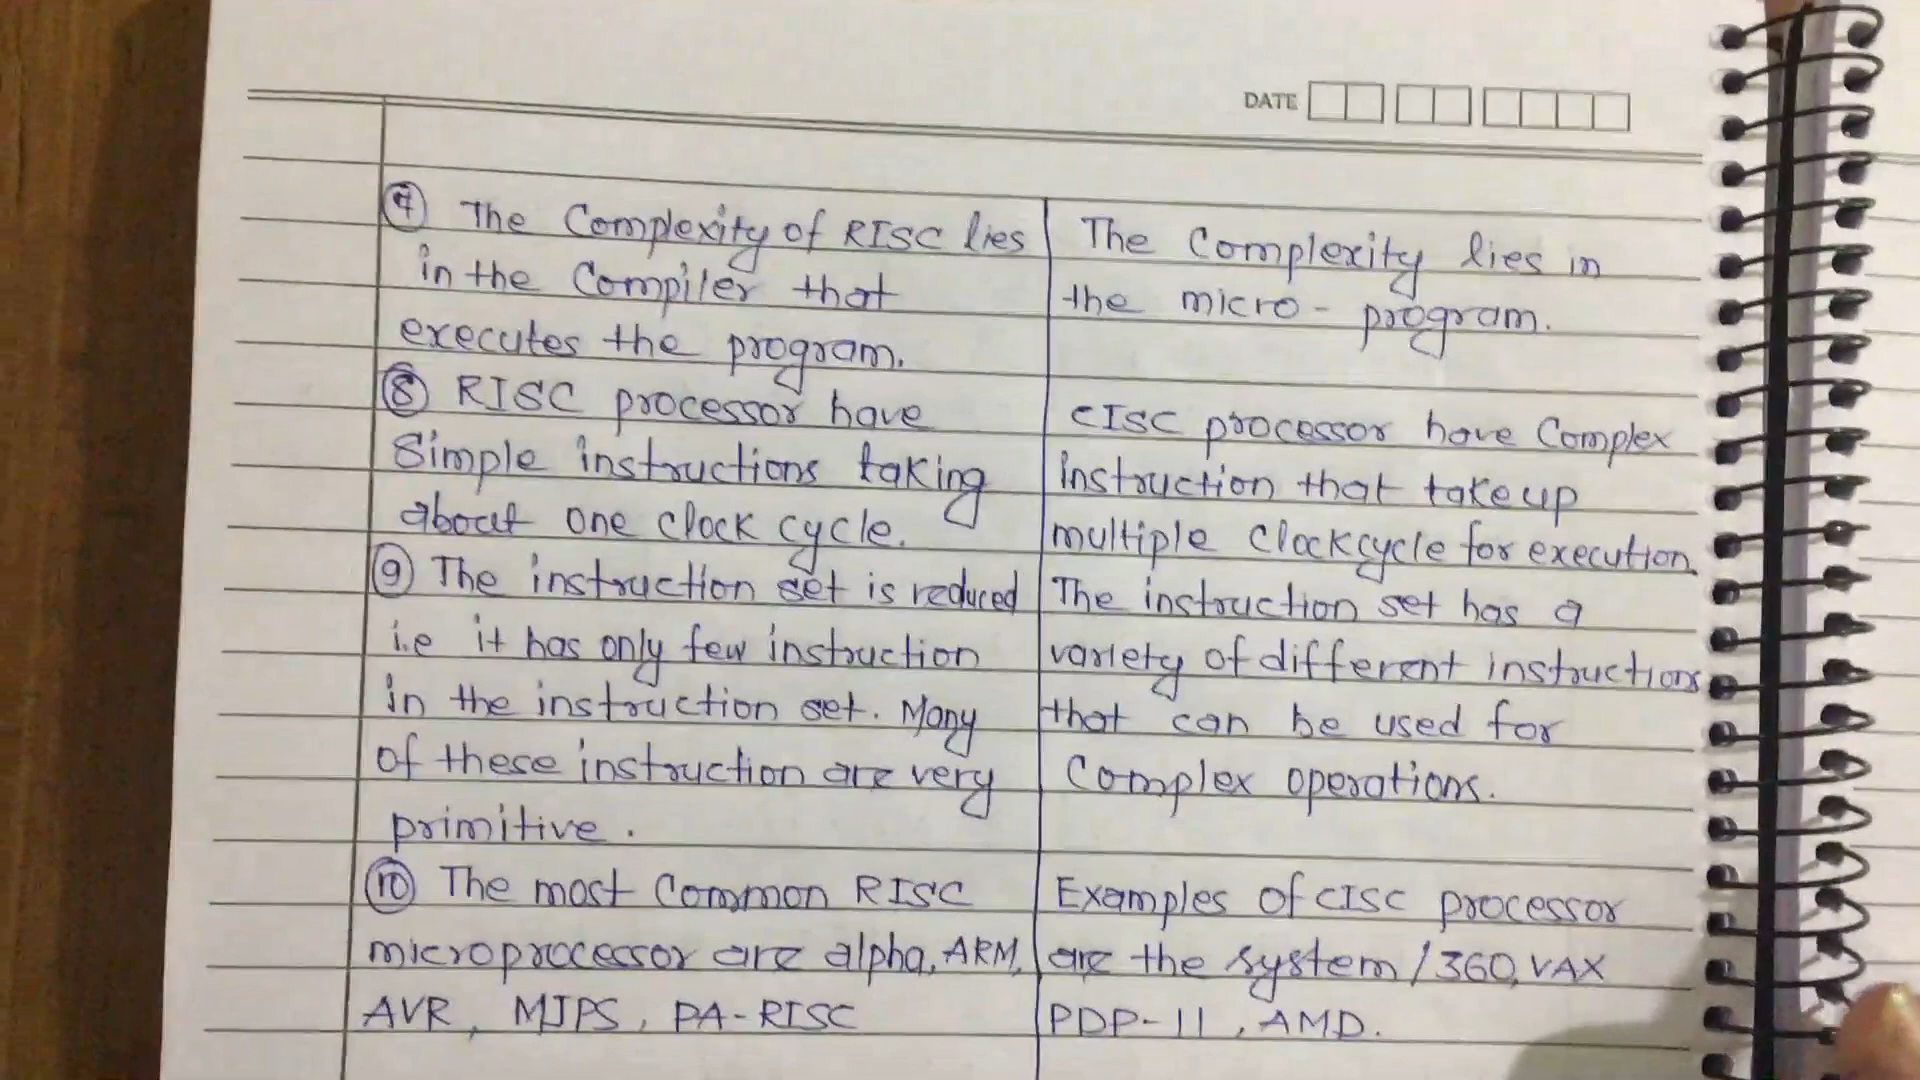 DATE
⑦ The Complexity of RISC lies
in the Compiler that
executes the program.
The Complexity lies in
the micro - program.
⑧ RISC processor have
Simple instructions taking
about one clock cycle.
CISC processor have Complex
instruction that take up
multiple Clock cycle for execution
⑨ The instruction set is reduced
i.e it has only few instruction
in the instruction set. Many
of these instruction are very
primitive.
The instruction set has a
variety of different instructions
that can be used for
Complex operations.
⑩ The most Common RISC
microprocessor are alpha, ARM,
AVR, MIPS, PA-RISC
Examples of CISC processor
are the system/360, VAX
PDP-11, AMD.